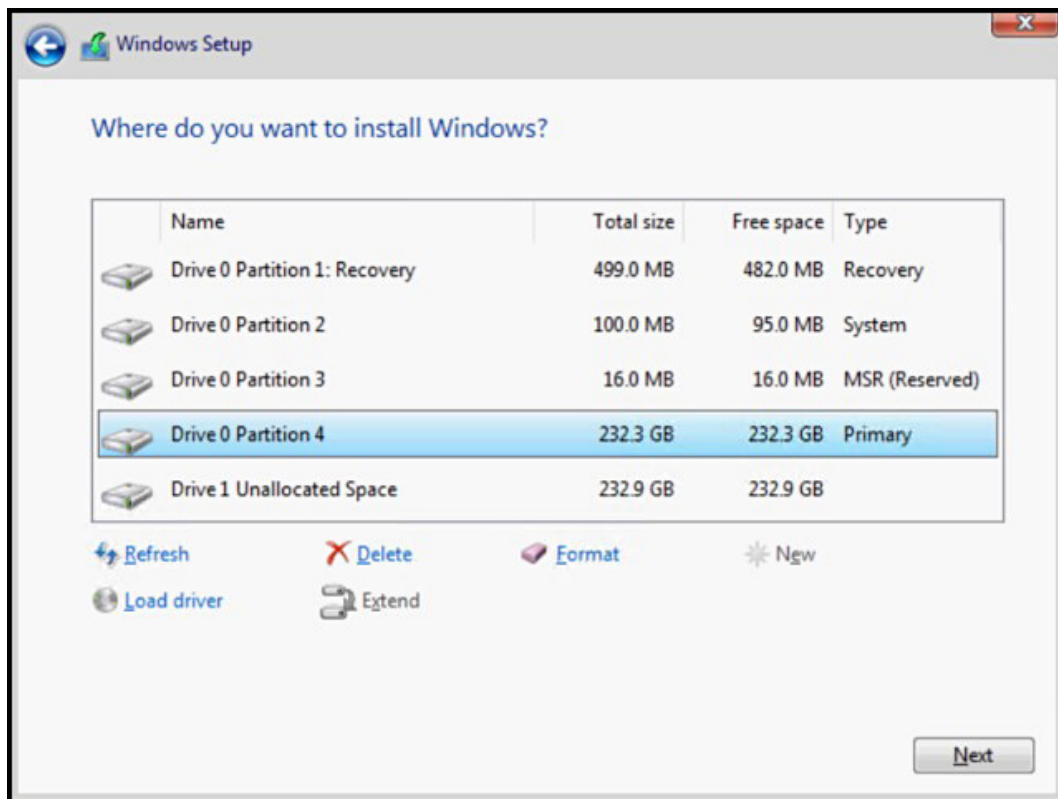 Windows Setup
Where do you want to install Windows?
Name Total size Free space Type
Drive 0 Partition 1: Recovery 499.0 MB 482.0 MB Recovery
Drive 0 Partition 2 100.0 MB 95.0 MB System
Drive 0 Partition 3 16.0 MB 16.0 MB MSR (Reserved)
Drive 0 Partition 4 232.3 GB 232.3 GB Primary
Drive 1 Unallocated Space 232.9 GB 232.9 GB
Refresh Delete Format New
Load driver Extend
Next